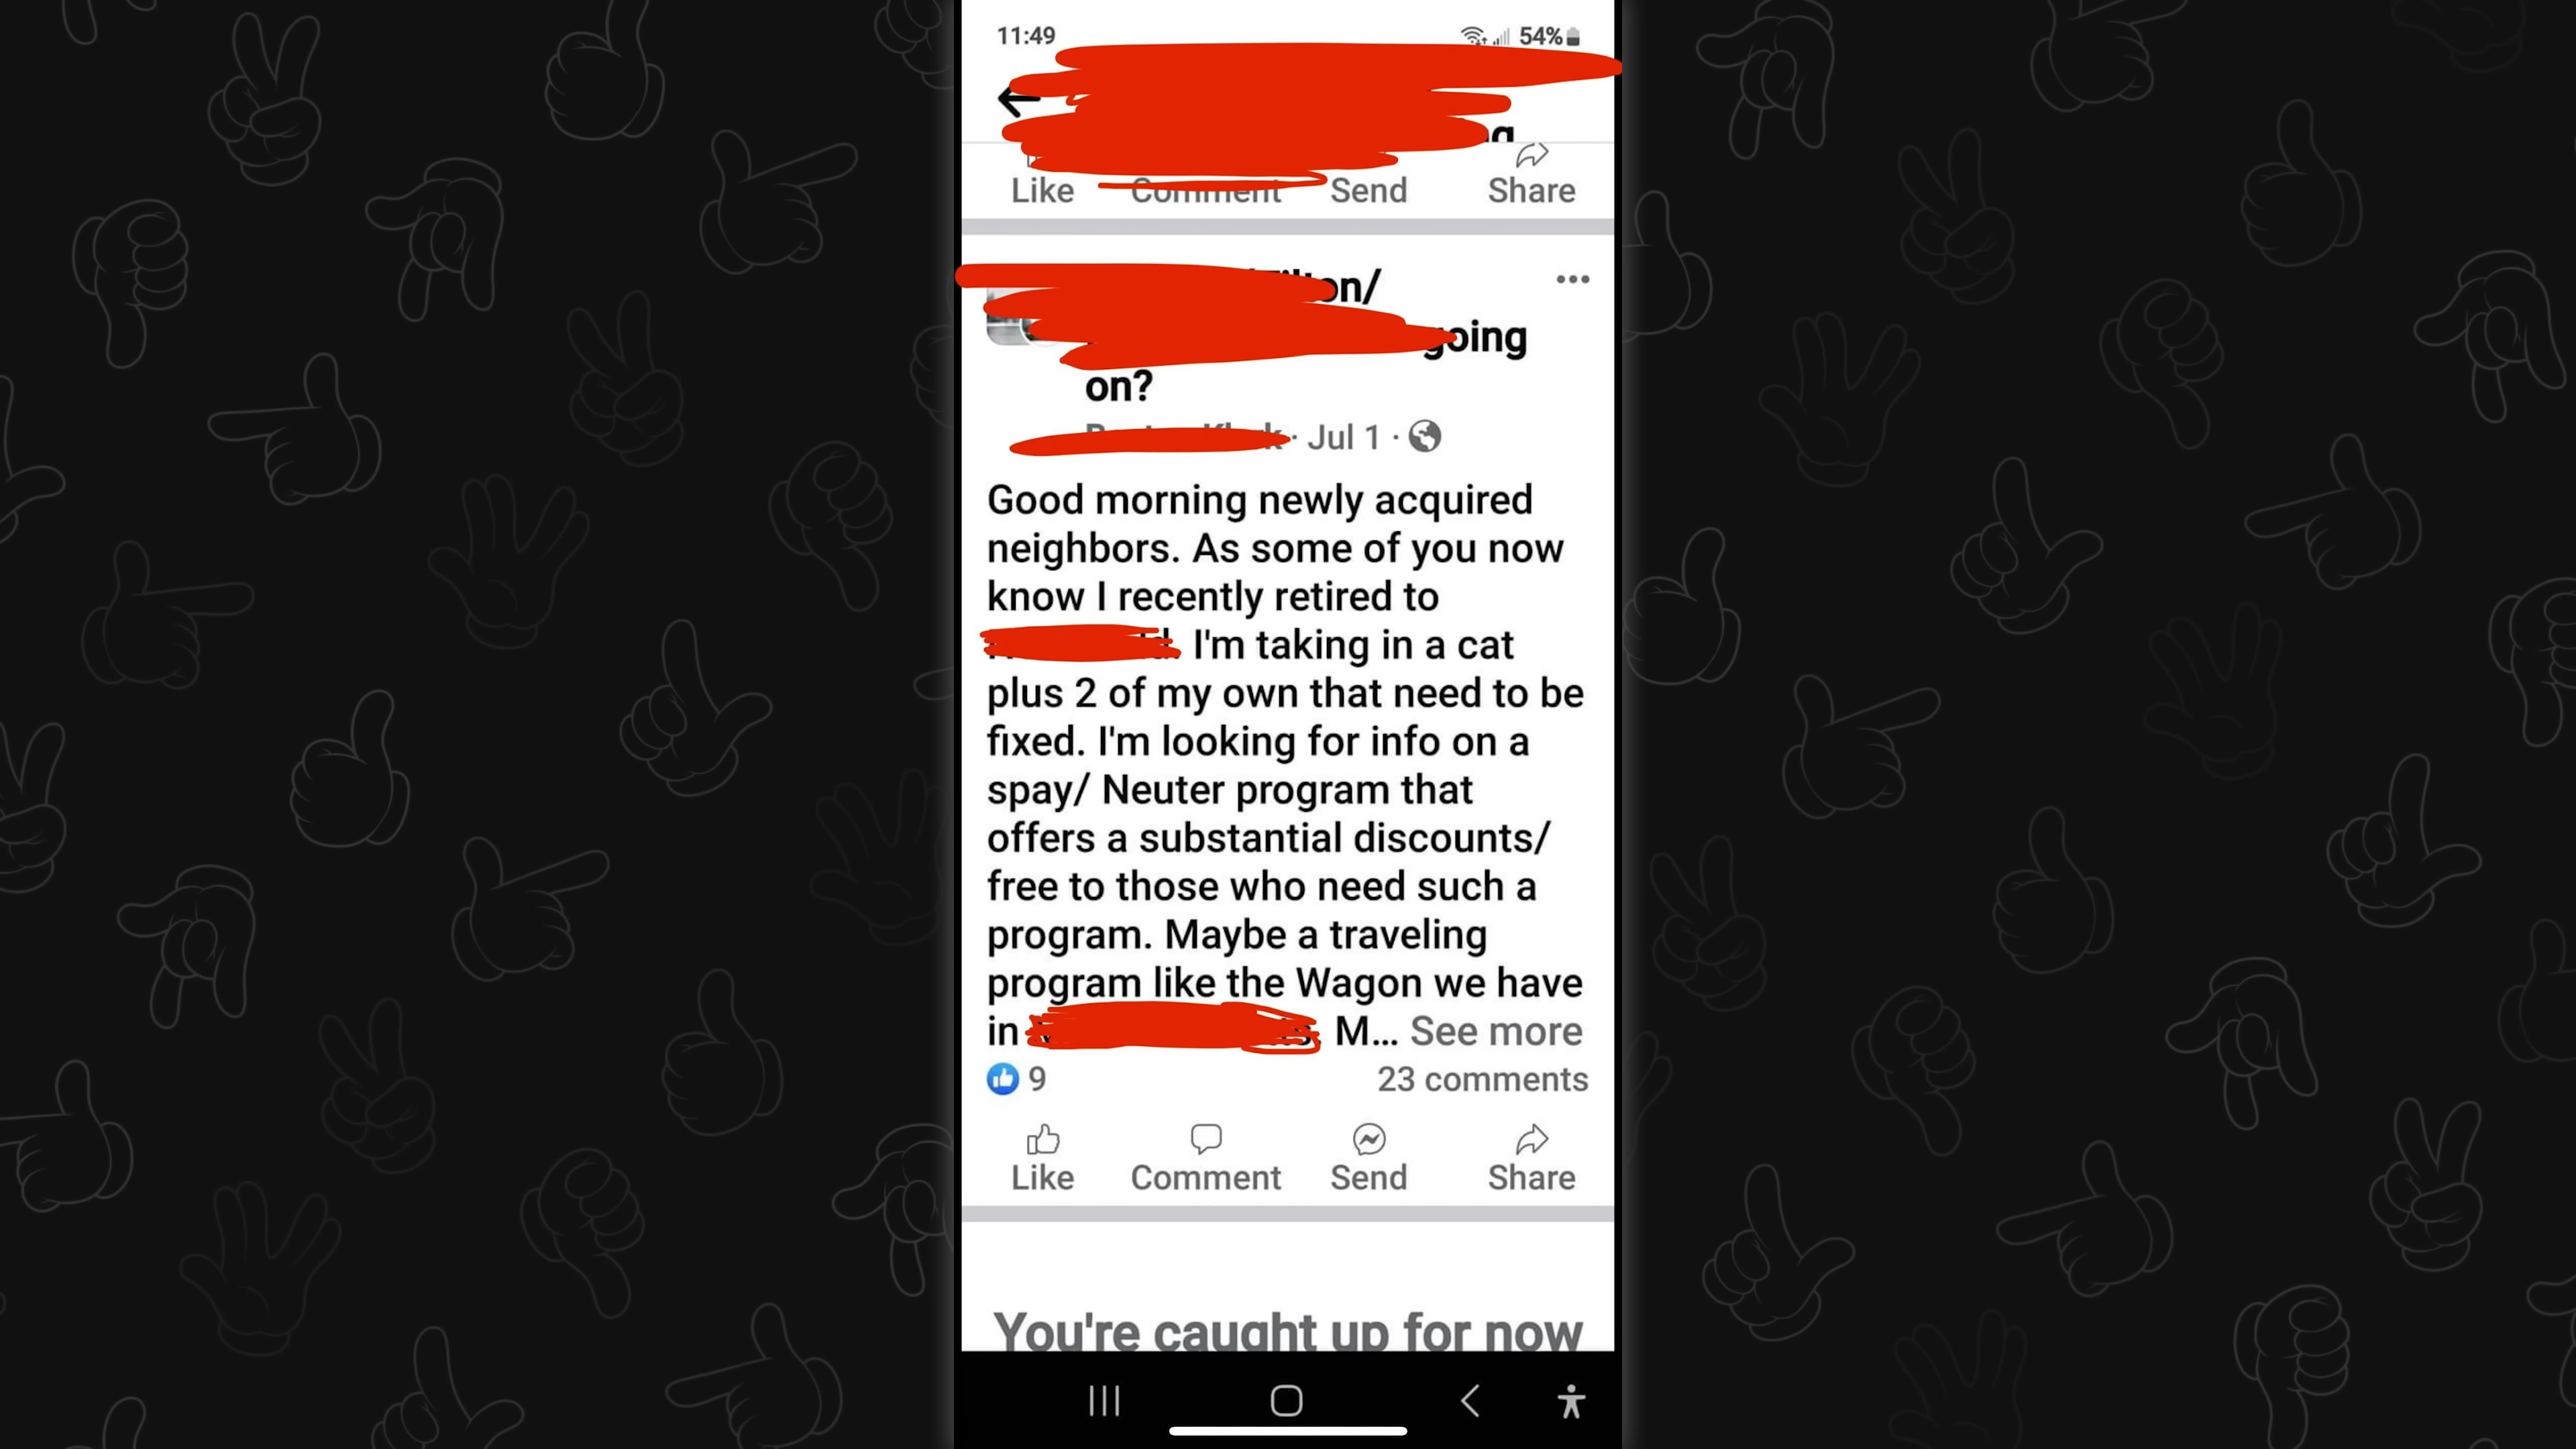 11:49
54%
Like Comment Send Share
on/
going
on?
· Jul 1 ·
Good morning newly acquired
neighbors. As some of you now
know I recently retired to
I'm taking in a cat
plus 2 of my own that need to be
fixed. I'm looking for info on a
spay/ Neuter program that
offers a substantial discounts/
free to those who need such a
program. Maybe a traveling
program like the Wagon we have
in M... See more
9
23 comments
Like Comment Send Share
You're caught up for now